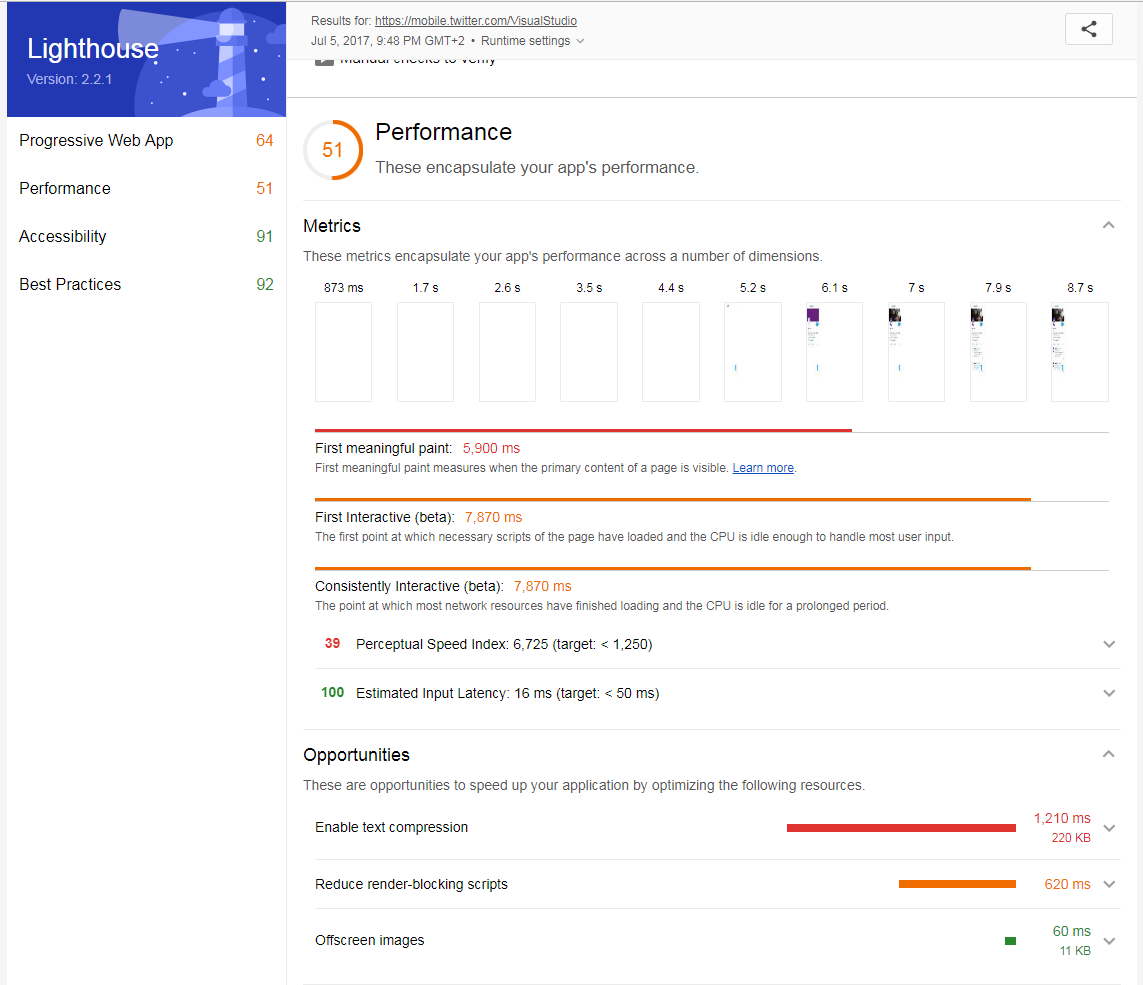 Lighthouse
Version: 2.2.1
Progressive Web App 64
Performance 51
Accessibility 91
Best Practices 92
Results for: https://mobile.twitter.com/VisualStudio
Jul 5, 2017, 9:48 PM GMT+2 • Runtime settings
Manual checks to verify
51
Performance
These encapsulate your app's performance.
Metrics
These metrics encapsulate your app's performance across a number of dimensions.
873 ms 1.7 s 2.6 s 3.5 s 4.4 s 5.2 s 6.1 s 7 s 7.9 s 8.7 s
First meaningful paint: 5,900 ms
First meaningful paint measures when the primary content of a page is visible. Learn more.
First Interactive (beta): 7,870 ms
The first point at which necessary scripts of the page have loaded and the CPU is idle enough to handle most user input.
Consistently Interactive (beta): 7,870 ms
The point at which most network resources have finished loading and the CPU is idle for a prolonged period.
39 Perceptual Speed Index: 6,725 (target: < 1,250)
100 Estimated Input Latency: 16 ms (target: < 50 ms)
Opportunities
These are opportunities to speed up your application by optimizing the following resources.
Enable text compression 1,210 ms
220 KB
Reduce render-blocking scripts 620 ms
Offscreen images 60 ms
11 KB